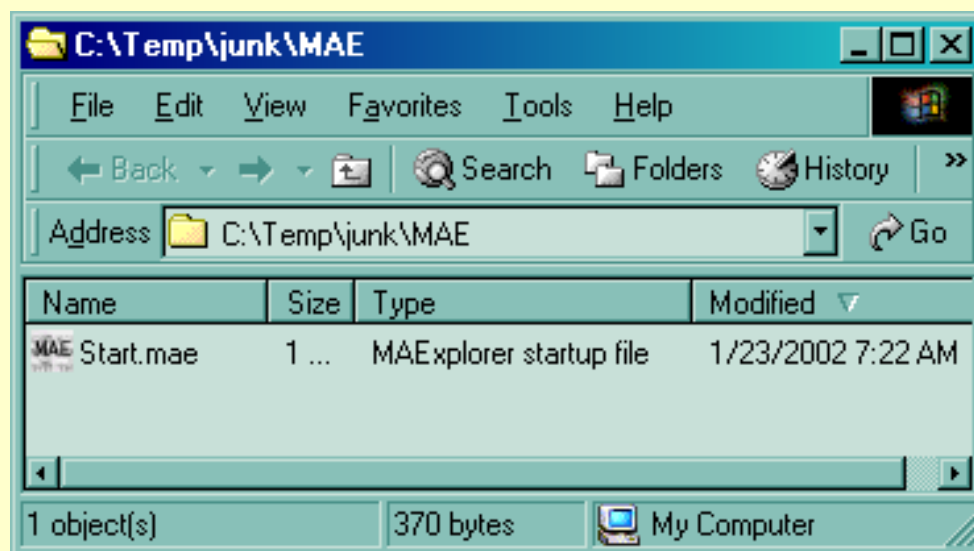 C:\Temp\junk\MAE
File Edit View Favorites Tools Help
Back Search Folders History »
Address C:\Temp\junk\MAE Go
Name Size Type Modified
MAE Start.mae 1 ... MAExplorer startup file 1/23/2002 7:22 AM
1 object(s) 370 bytes My Computer